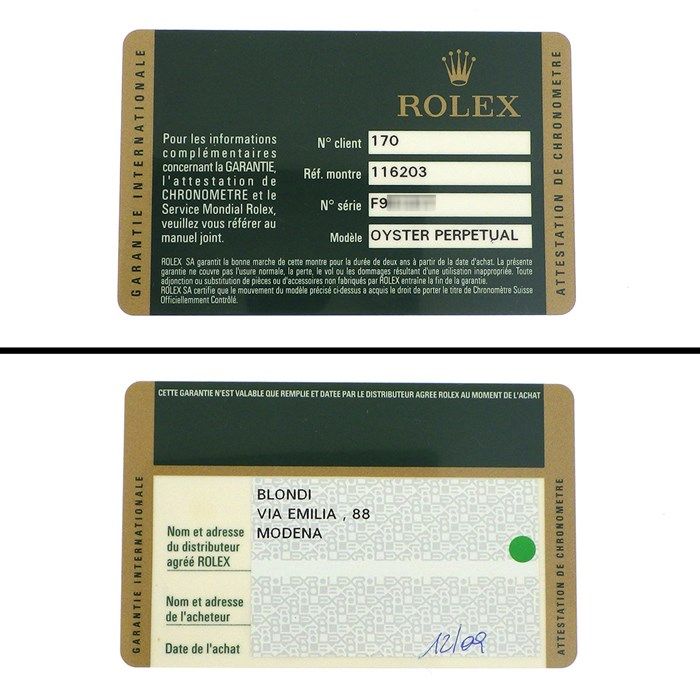 GARANTIE INTERNATIONALE
ROLEX
Pour les informations
complémentaires
concernant la GARANTIE,
l'attestation de
CHRONOMETRE et le
Service Mondial Rolex,
veuillez vous référer au
manuel joint.
N° client 170
Réf. montre 116203
N° série F9
Modèle OYSTER PERPETUAL
ROLEX SA garantit la bonne marche de cette montre pour la durée de deux ans à partir de la date d'achat. La présente
garantie ne couvre pas l'usure normale, la perte, le vol ou les dommages résultant d'une utilisation inappropriée. Toute
adjonction ou substitution de pièces ou d'accessoires non fabriqués par ROLEX entraîne la fin de la garantie.
ROLEX SA certifie que le mouvement du modèle précisé ci-dessus a acquis le droit de porter le titre de Chronomètre Suisse
Officiellement Contrôlé.
ATTESTATION DE CHRONOMETRE
CETTE GARANTIE N'EST VALABLE QUE REMPLIE ET DATEE PAR LE DISTRIBUTEUR AGREE ROLEX AU MOMENT DE L'ACHAT
GARANTIE INTERNATIONALE
Nom et adresse
du distributeur
agréé ROLEX
BLONDI
VIA EMILIA , 88
MODENA
Nom et adresse
de l'acheteur
Date de l'achat 12/09
ATTESTATION DE CHRONOMETRE